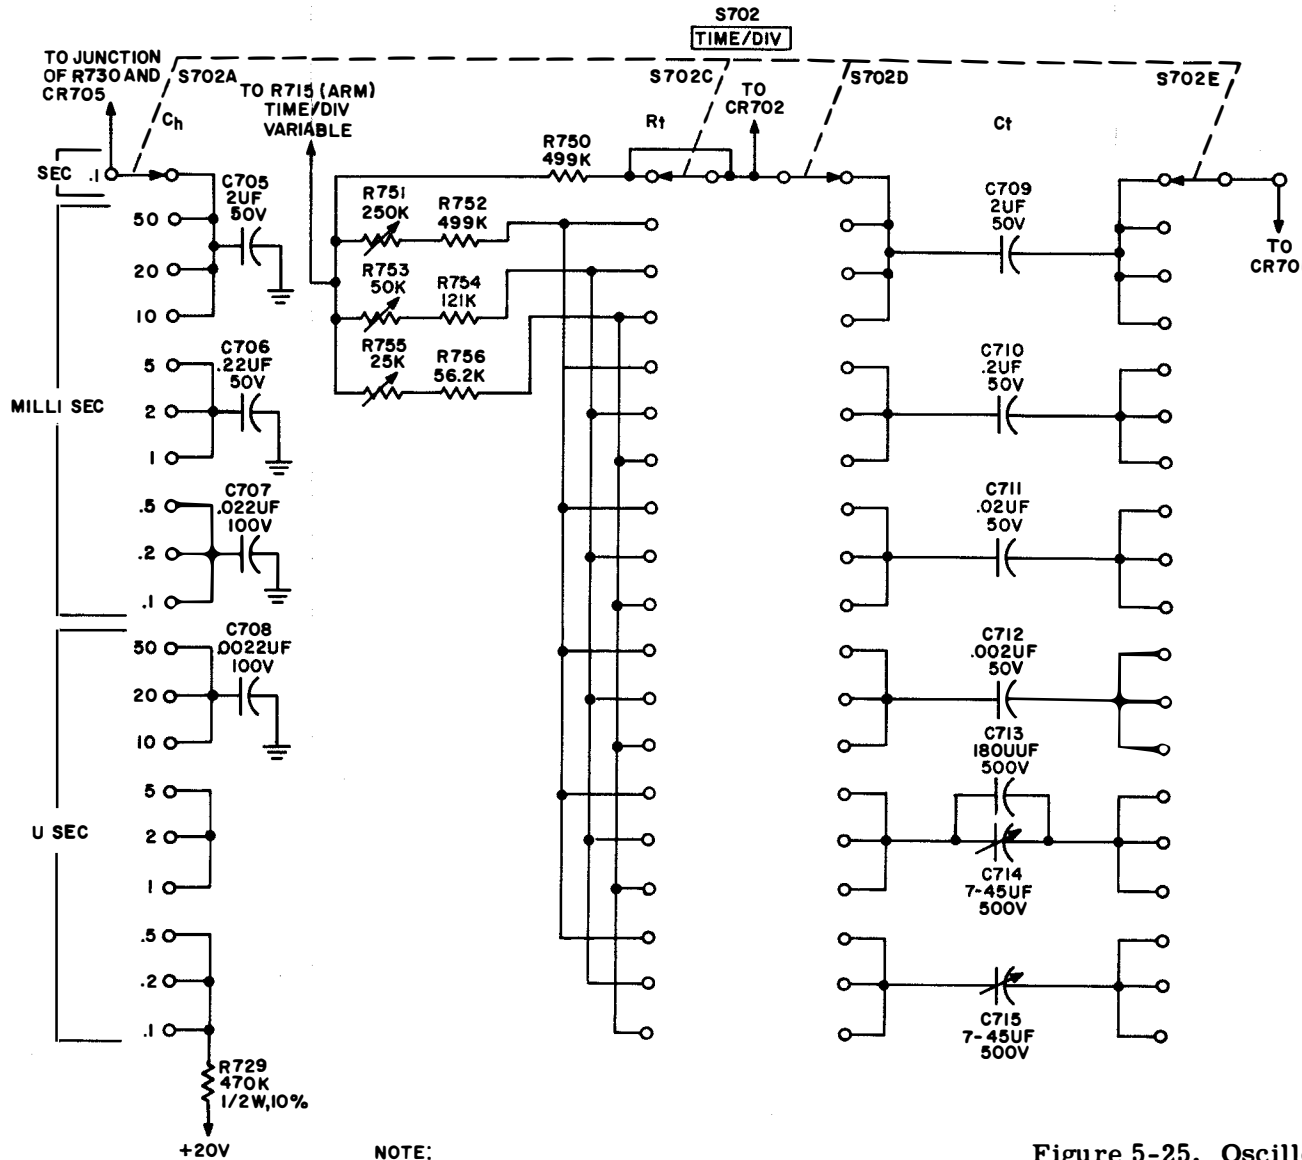 S702
TIME/DIV
TO JUNCTION
OF R730 AND
CR705
S702A
TO R715 (ARM)
TIME/DIV
VARIABLE
S702C
TO
CR702
S702D
S702E
Ch
Rt
Ct
SEC .1
R750
499K
C705
2UF
50V
R751
250K
R752
499K
C709
2UF
50V
TO
CR70
50
20
10
R753
50K
R754
121K
R755
25K
R756
56.2K
C706
.22UF
50V
C710
.2UF
50V
5
2
1
MILLI SEC
C707
.022UF
100V
C711
.02UF
50V
.5
.2
.1
C708
.0022UF
100V
C712
.002UF
50V
50
20
10
C713
180UUF
500V
5
2
1
U SEC
C714
7-45UF
500V
.5
.2
.1
C715
7-45UF
500V
R729
470K
1/2W,10%
+20V
NOTE:
Figure 5-25. Oscill